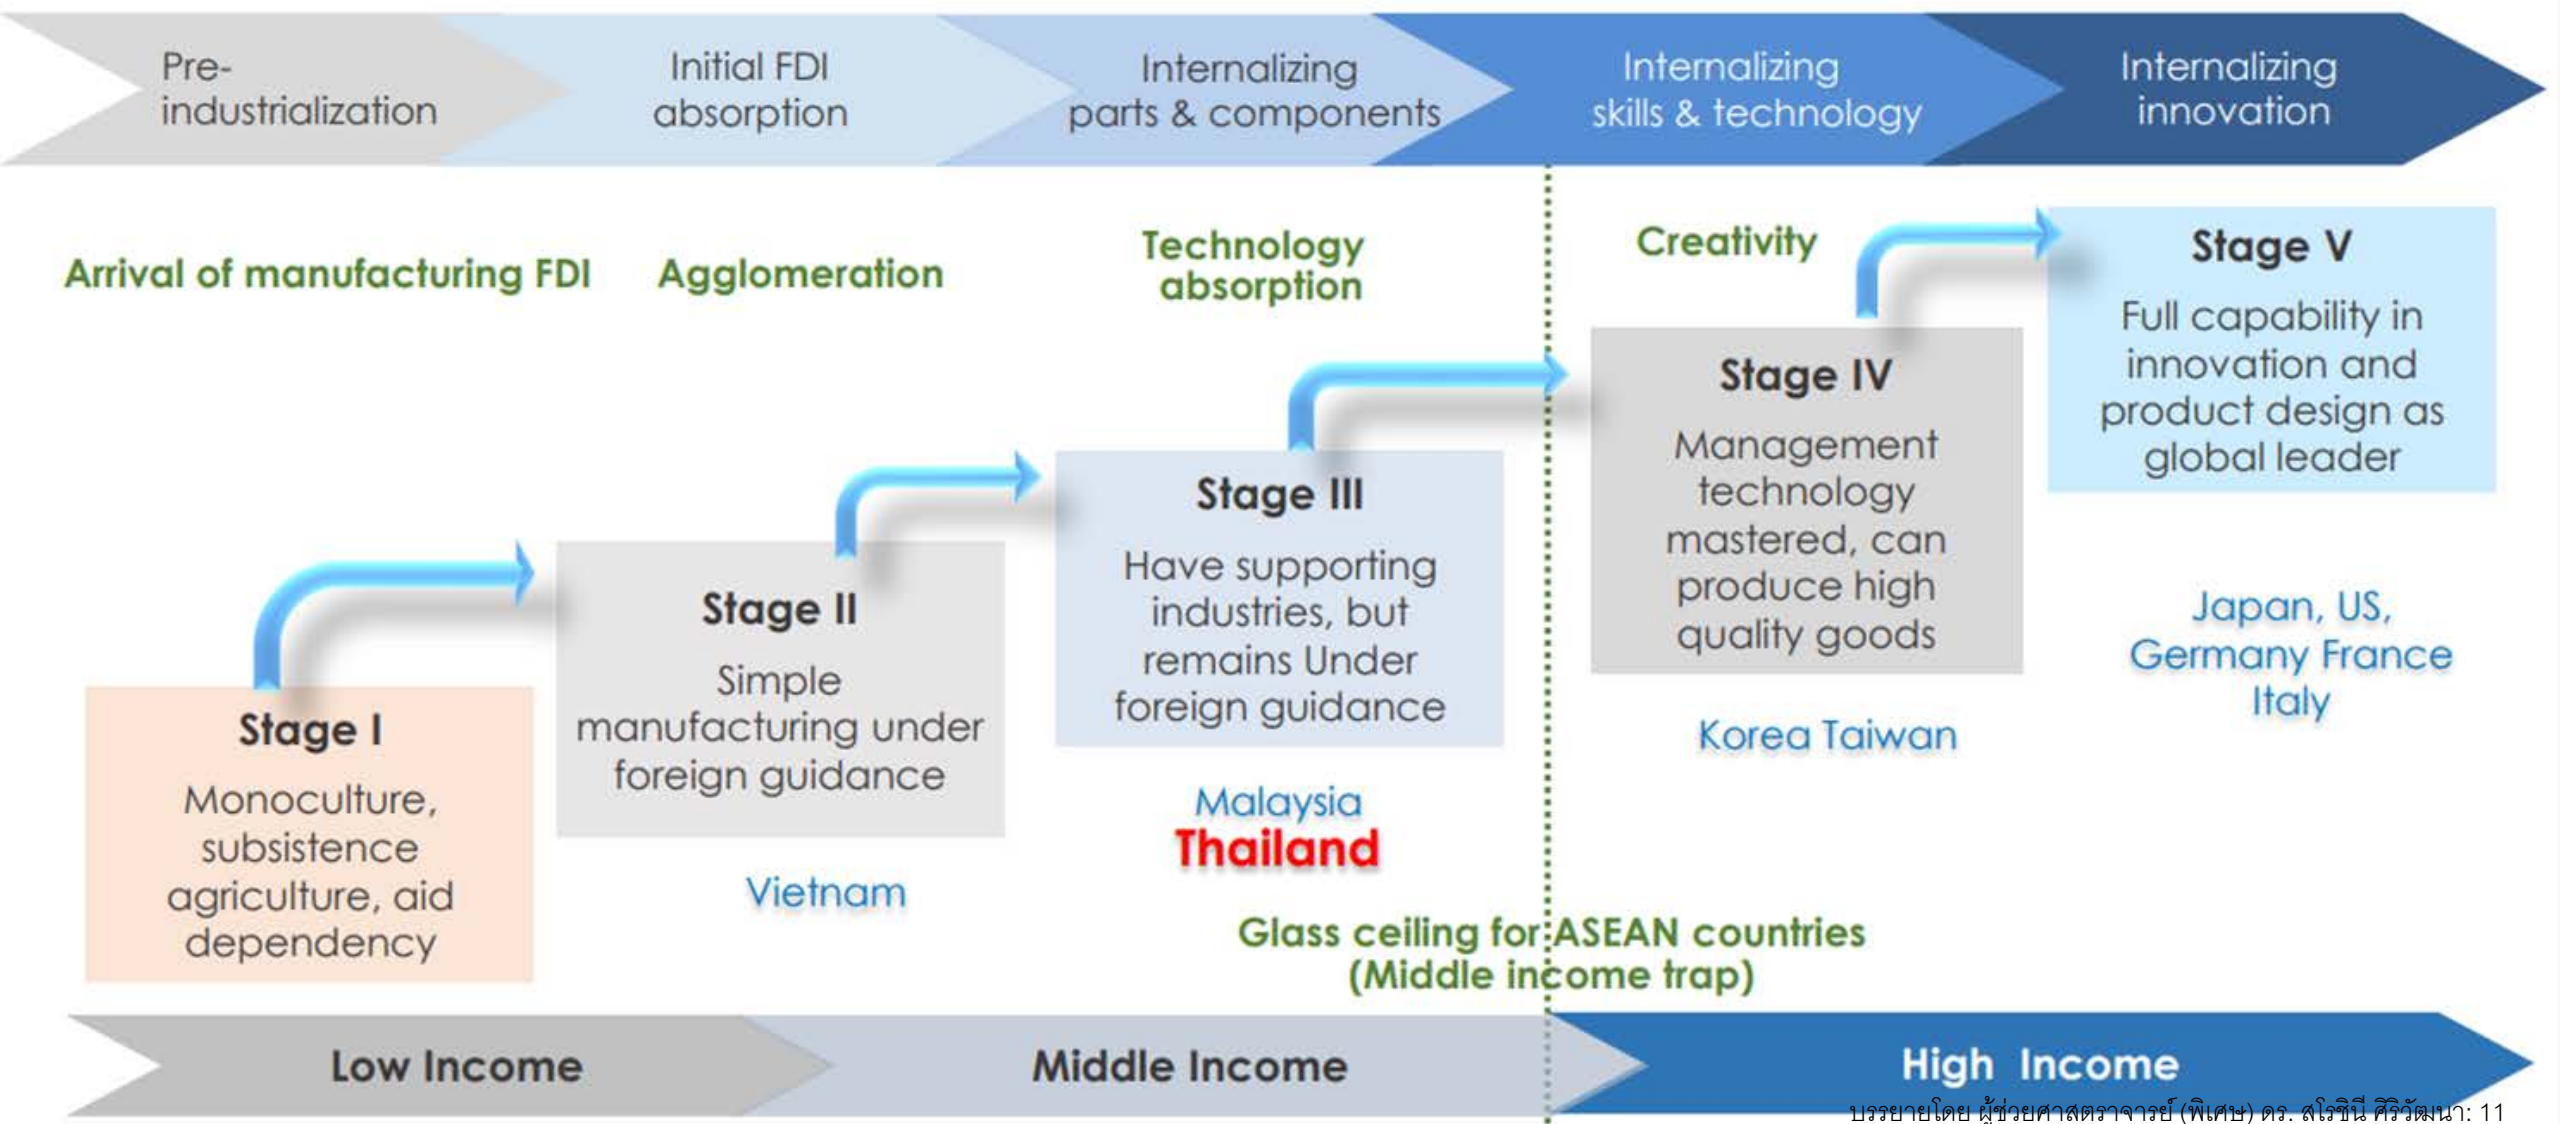 Pre-
industrialization
Initial FDI
absorption
Internalizing
parts & components
Internalizing
skills & technology
Internalizing
innovation
Arrival of manufacturing FDI
Agglomeration
Technology
absorption
Creativity
Stage I
Monoculture,
subsistence
agriculture, aid
dependency
Stage II
Simple
manufacturing under
foreign guidance
Vietnam
Stage III
Have supporting
industries, but
remains Under
foreign guidance
Malaysia
Thailand
Stage IV
Management
technology
mastered, can
produce high
quality goods
Korea Taiwan
Stage V
Full capability in
innovation and
product design as
global leader
Japan, US,
Germany France
Italy
Glass ceiling for ASEAN countries
(Middle income trap)
Low Income
Middle Income
High Income
บรรยายโดย ผู้ช่วยศาสตราจารย์ (พิเศษ) ดร. สโรชินี ศิริวัฒนา: 11